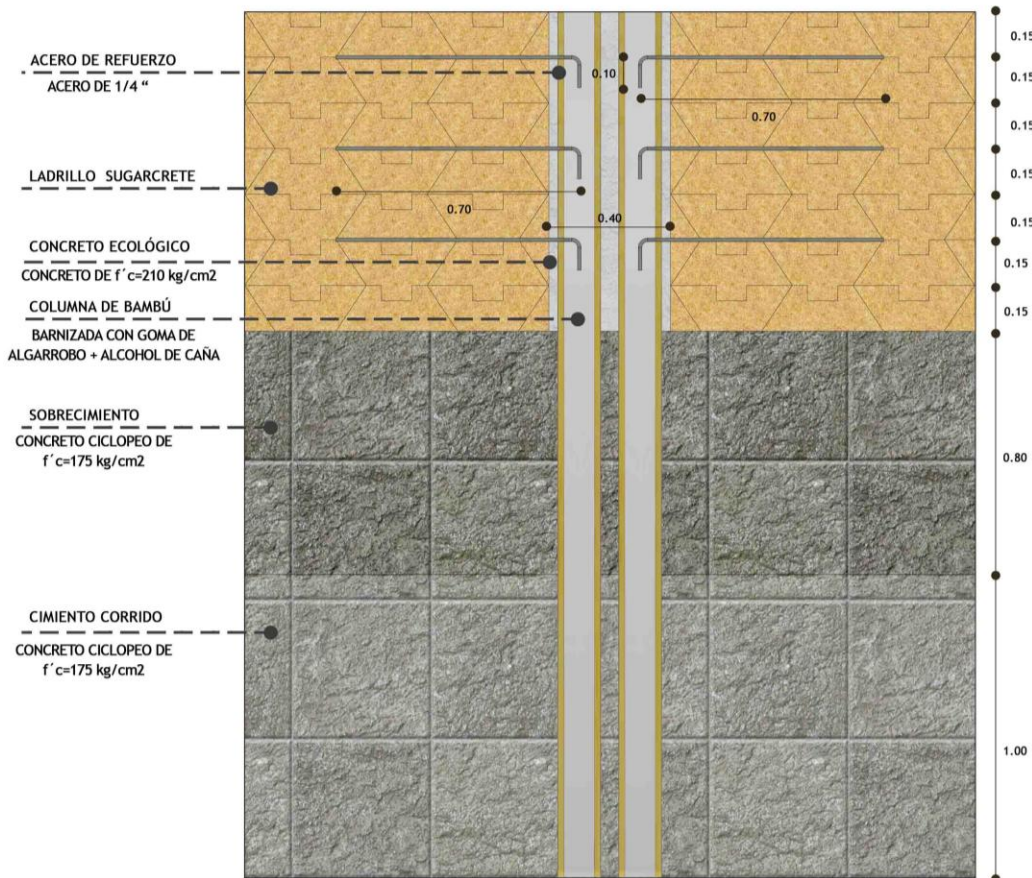 ACERO DE REFUERZO
ACERO DE 1/4 “
LADRILLO SUGARCRETE
CONCRETO ECOLÓGICO
CONCRETO DE f´c=210 kg/cm2
COLUMNA DE BAMBÚ
BARNIZADA CON GOMA DE
ALGARROBO + ALCOHOL DE CAÑA
SOBRECIMIENTO
CONCRETO CICLOPEO DE
f´c=175 kg/cm2
CIMIENTO CORRIDO
CONCRETO CICLOPEO DE
f´c=175 kg/cm2
0.10
0.70
0.70
0.40
0.15
0.15
0.15
0.15
0.15
0.15
0.15
0.80
1.00